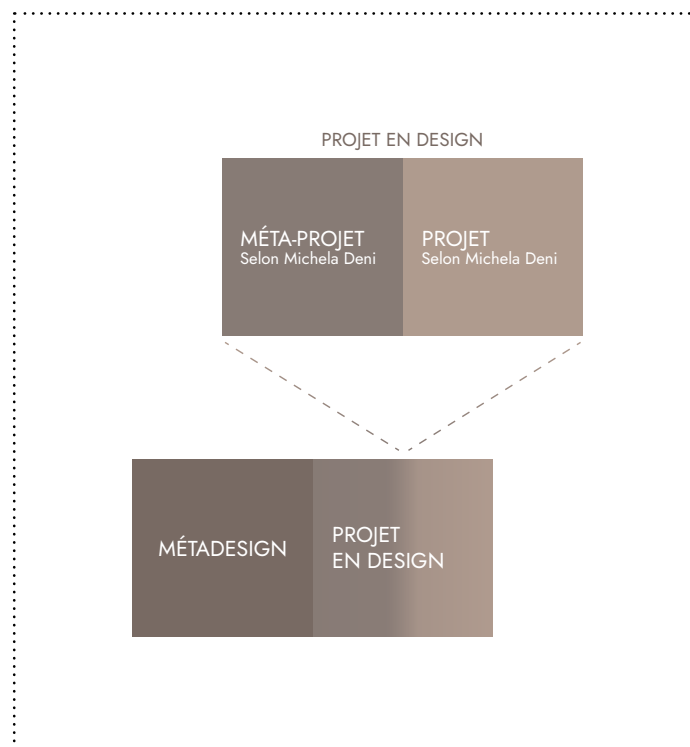 PROJET EN DESIGN
MÉTA-PROJET
Selon Michela Deni
PROJET
Selon Michela Deni
MÉTADESIGN
PROJET
EN DESIGN